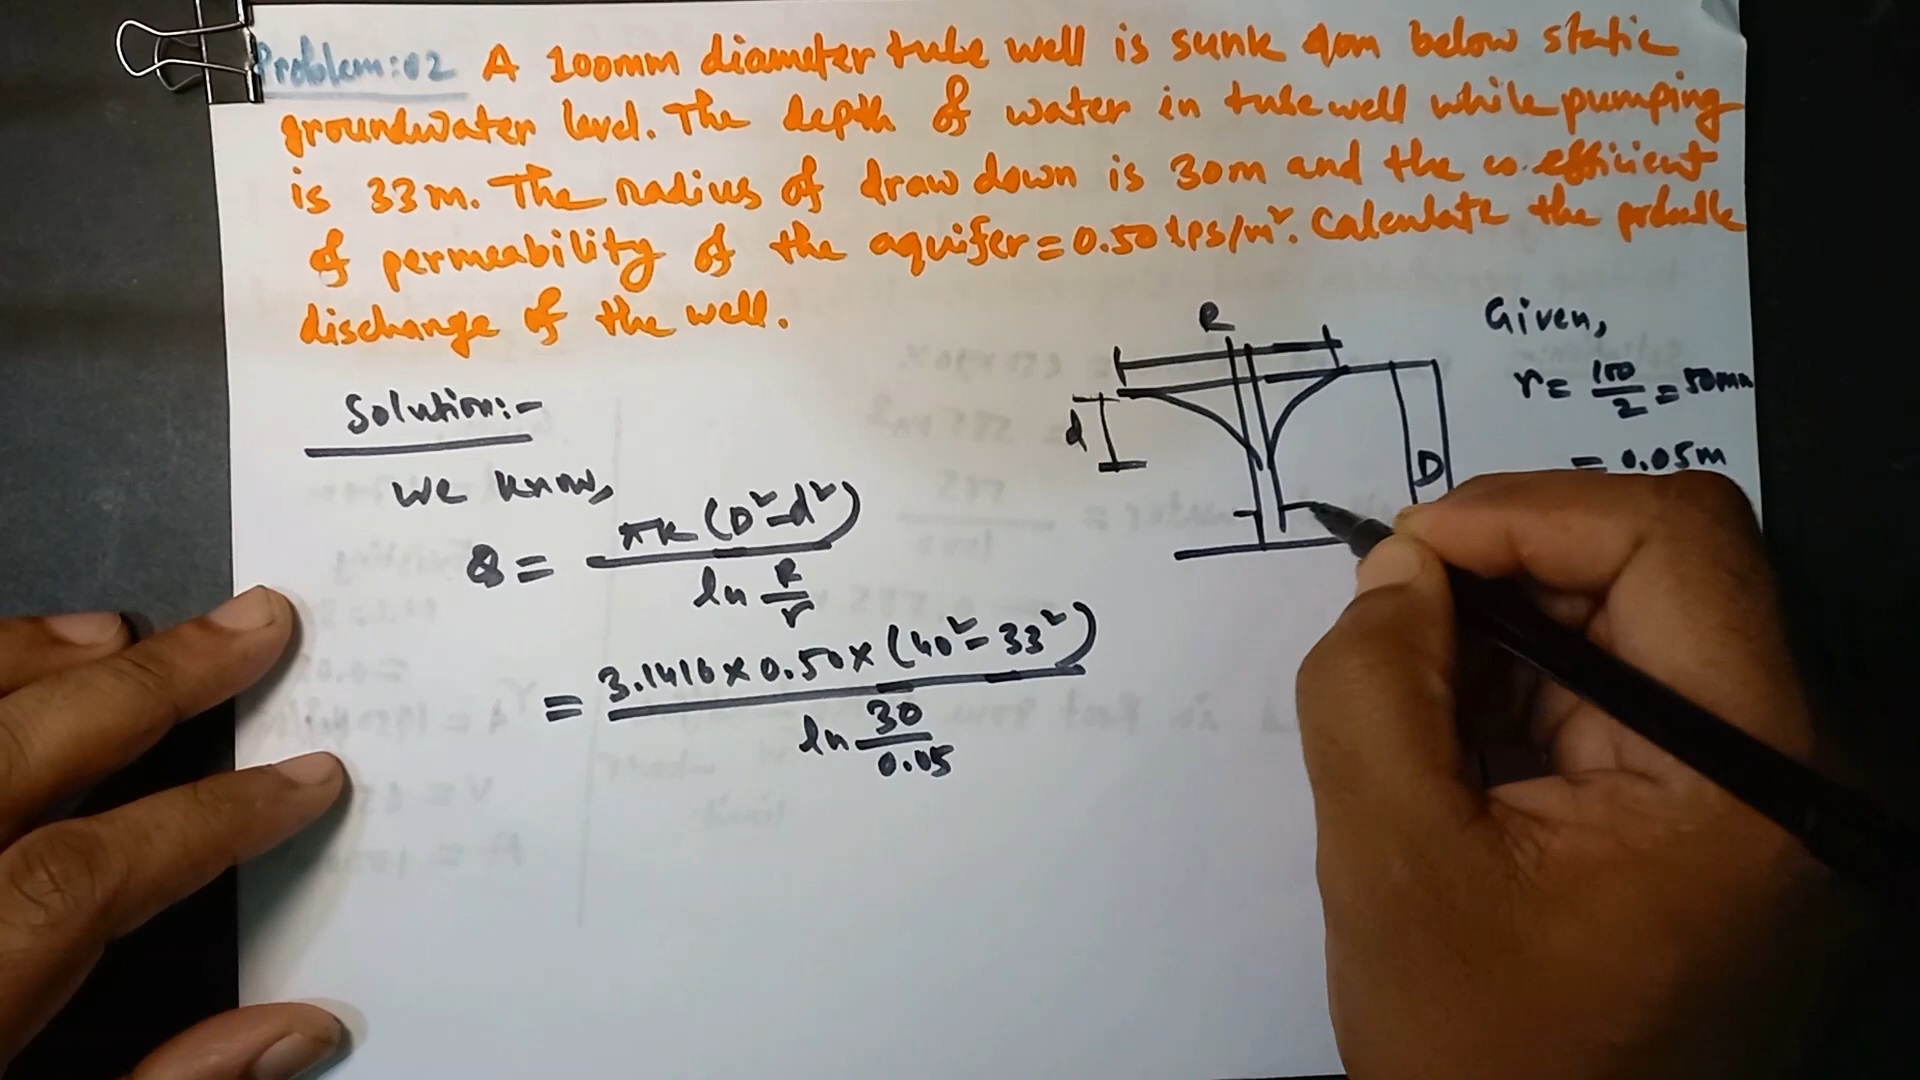 Problem:02 A 100mm diameter tube well is sunk 40m below static
groundwater level. The depth of water in tubewell while pumping
is 33m. The radius of draw down is 30m and the co.efficient
of permeability of the aquifer = 0.50 lps/m². Calculate the
discharge of the well.
Solution:-
We know,
Q = πk (D²-d²) / ln R/r
= 3.1416 x 0.50 x (40² - 33²) / ln 30/0.05
R
d
D
Given,
r = 100/2 = 50mm
= 0.05m